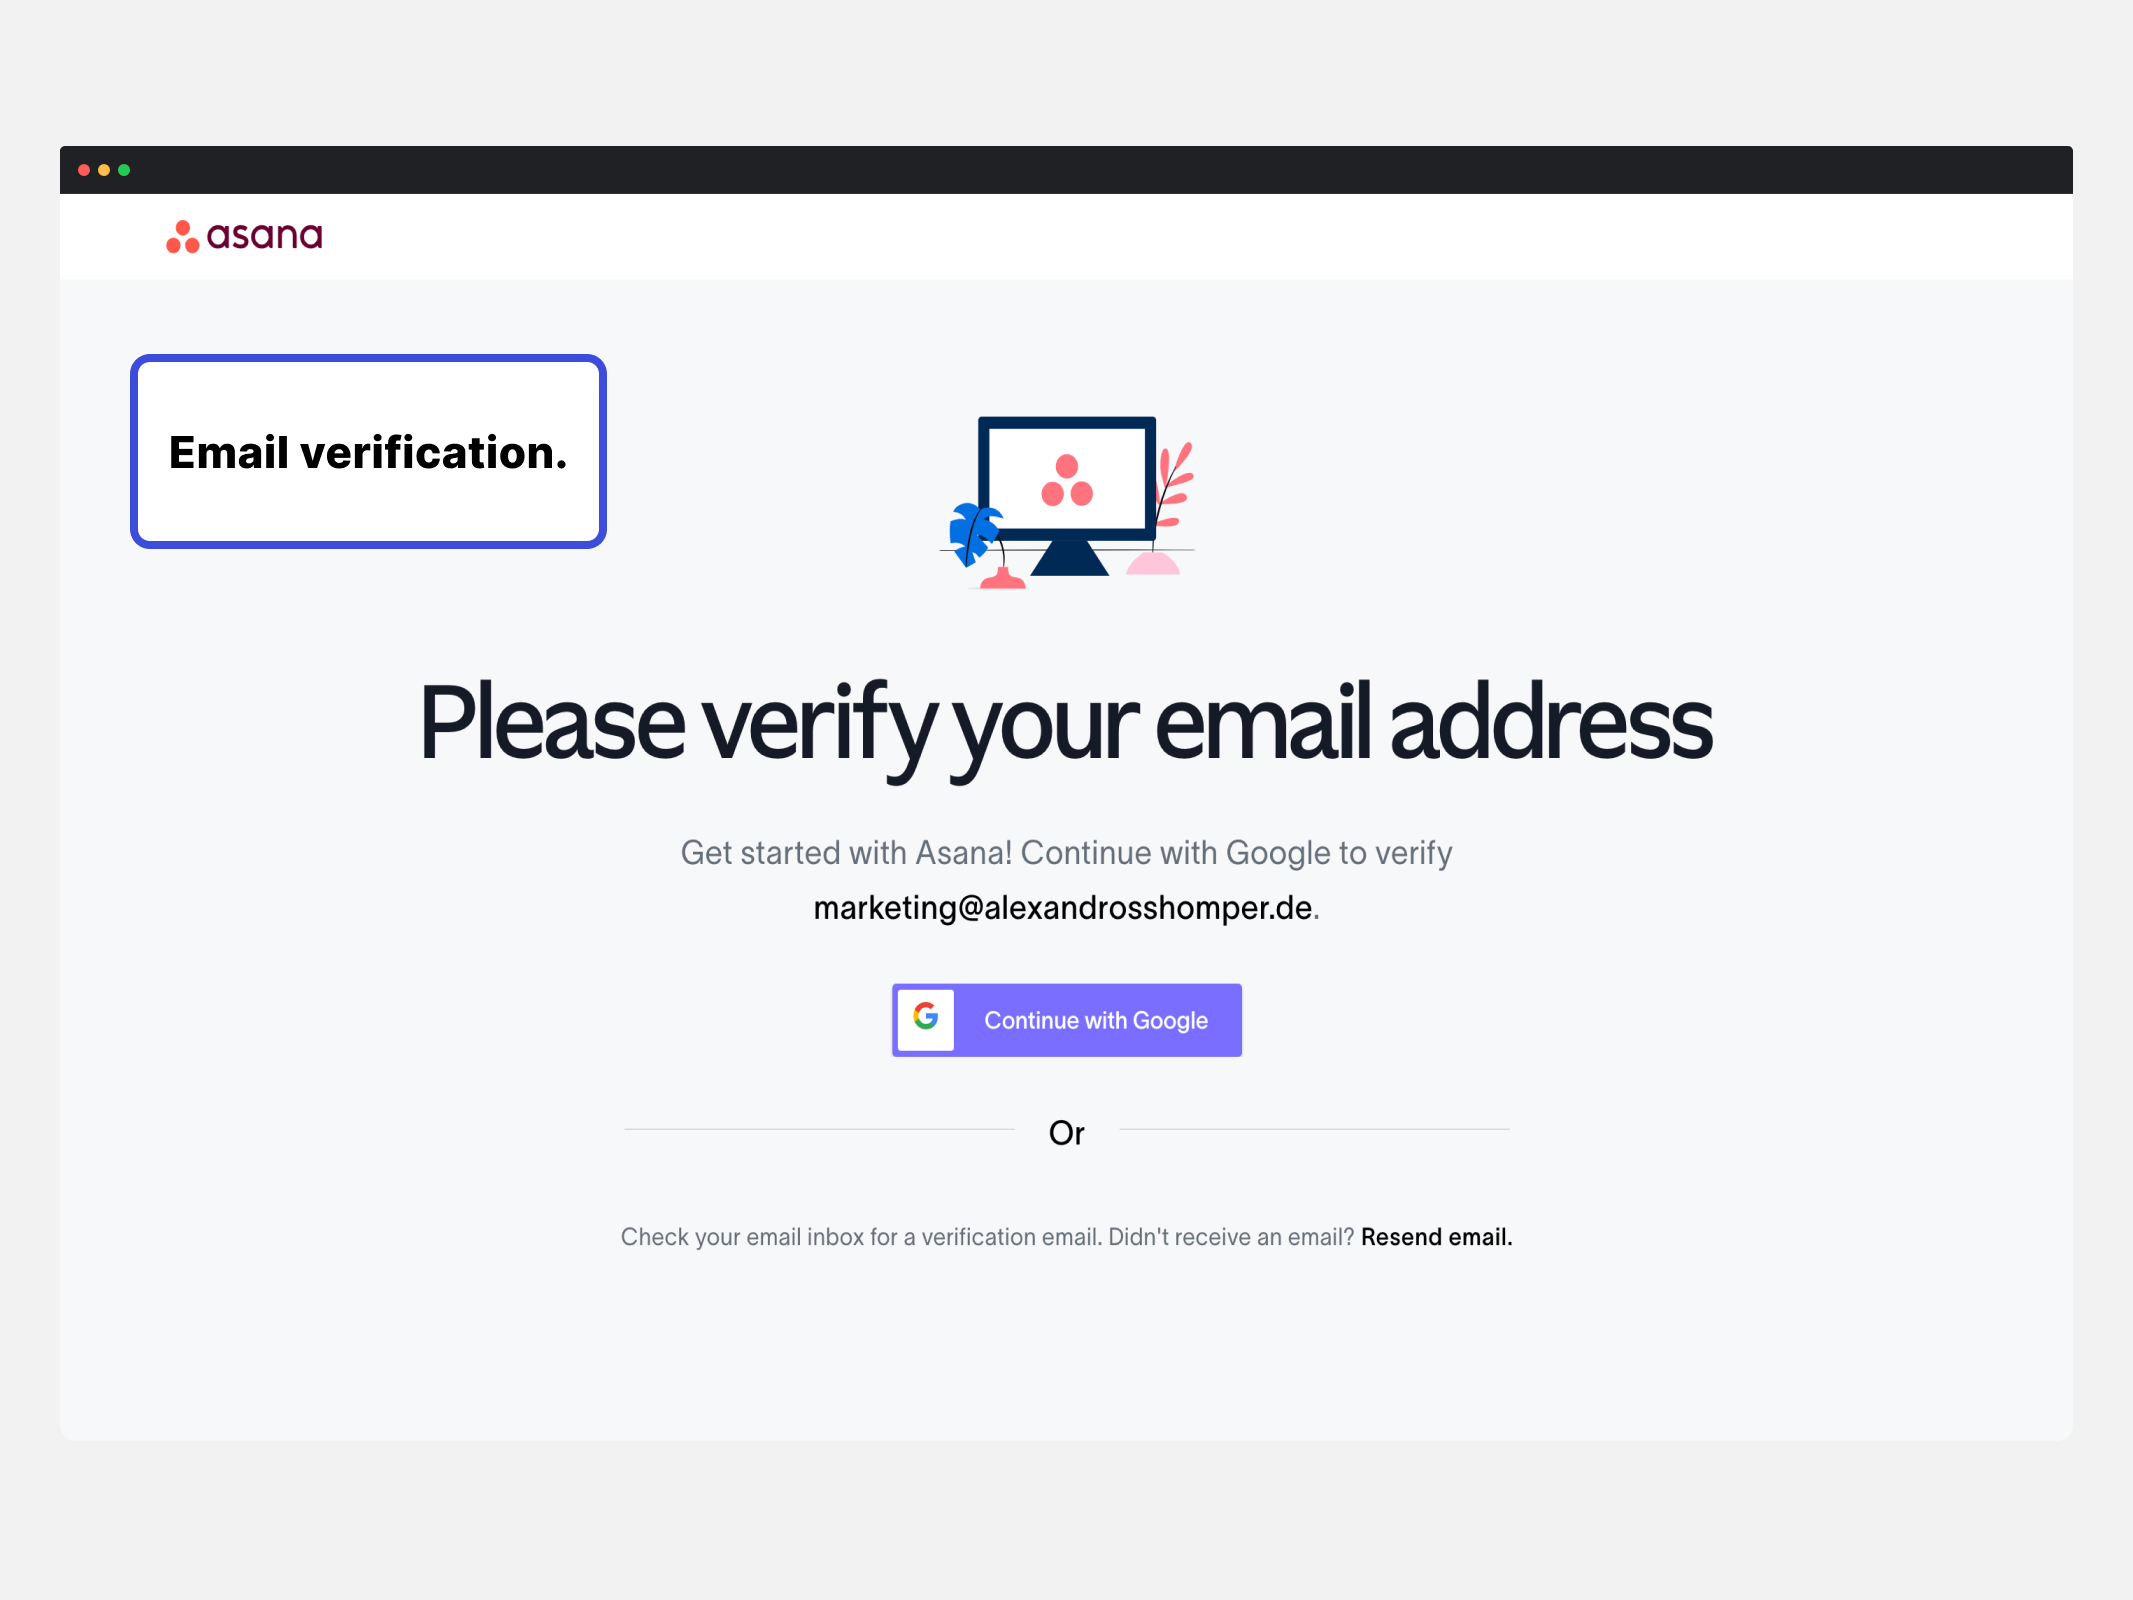 asana
Email verification.
Please verify your email address
Get started with Asana! Continue with Google to verify
marketing@alexandrosshomper.de.
G
Continue with Google
Or
Check your email inbox for a verification email. Didn't receive an email? Resend email.